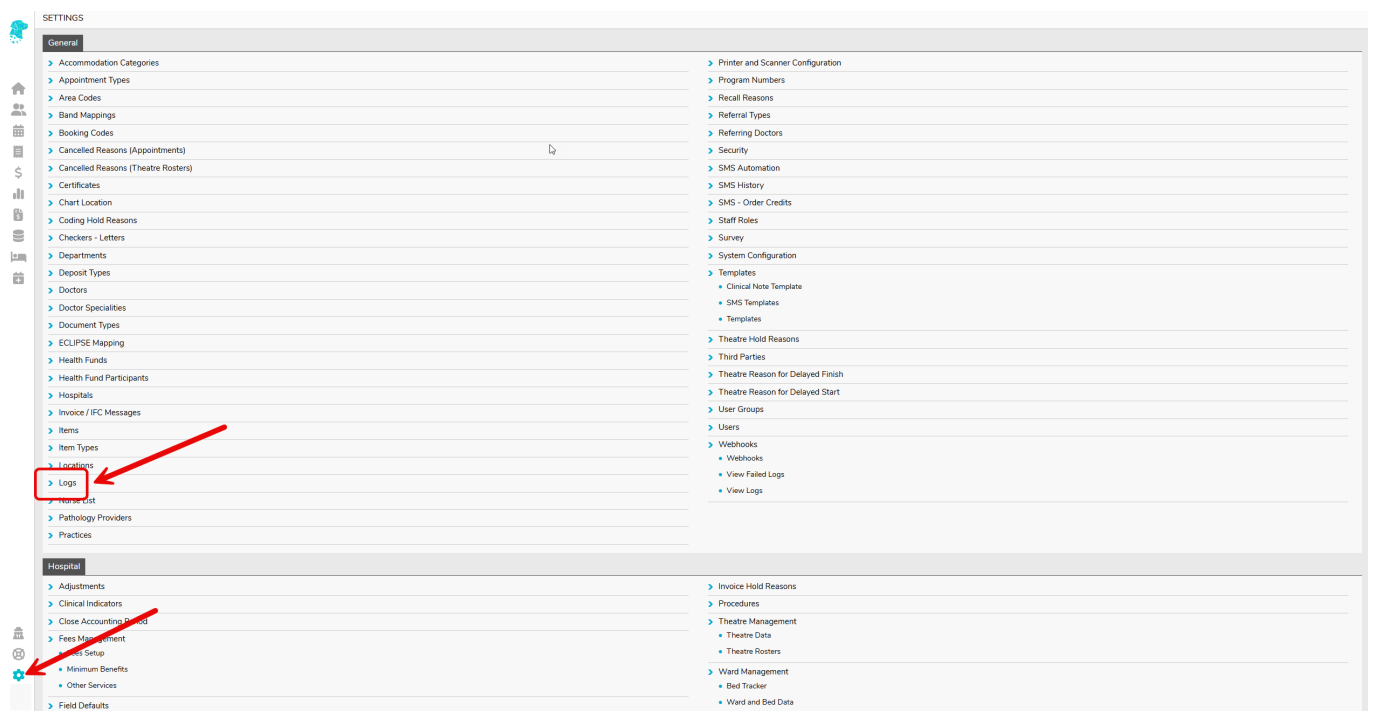 SETTINGS
General
Accommodation Categories
Appointment Types
Area Codes
Band Mappings
Booking Codes
Cancelled Reasons (Appointments)
Cancelled Reasons (Theatre Rosters)
Certificates
Chart Location
Coding Hold Reasons
Checkers - Letters
Departments
Deposit Types
Doctors
Doctor Specialities
Document Types
ECLIPSE Mapping
Health Funds
Health Fund Participants
Hospitals
Invoice / IFC Messages
Items
Item Types
Locations
Logs
Nurse List
Pathology Providers
Practices
Printer and Scanner Configuration
Program Numbers
Recall Reasons
Referral Types
Referring Doctors
Security
SMS Automation
SMS History
SMS - Order Credits
Staff Roles
Survey
System Configuration
Templates
Clinical Note Template
SMS Templates
Templates
Theatre Hold Reasons
Third Parties
Theatre Reason for Delayed Finish
Theatre Reason for Delayed Start
User Groups
Users
Webhooks
Webhooks
View Failed Logs
View Logs
Hospital
Adjustments
Clinical Indicators
Close Accounting Period
Fees Management
Fees Setup
Minimum Benefits
Other Services
Field Defaults
Invoice Hold Reasons
Procedures
Theatre Management
Theatre Data
Theatre Rosters
Ward Management
Bed Tracker
Ward and Bed Data